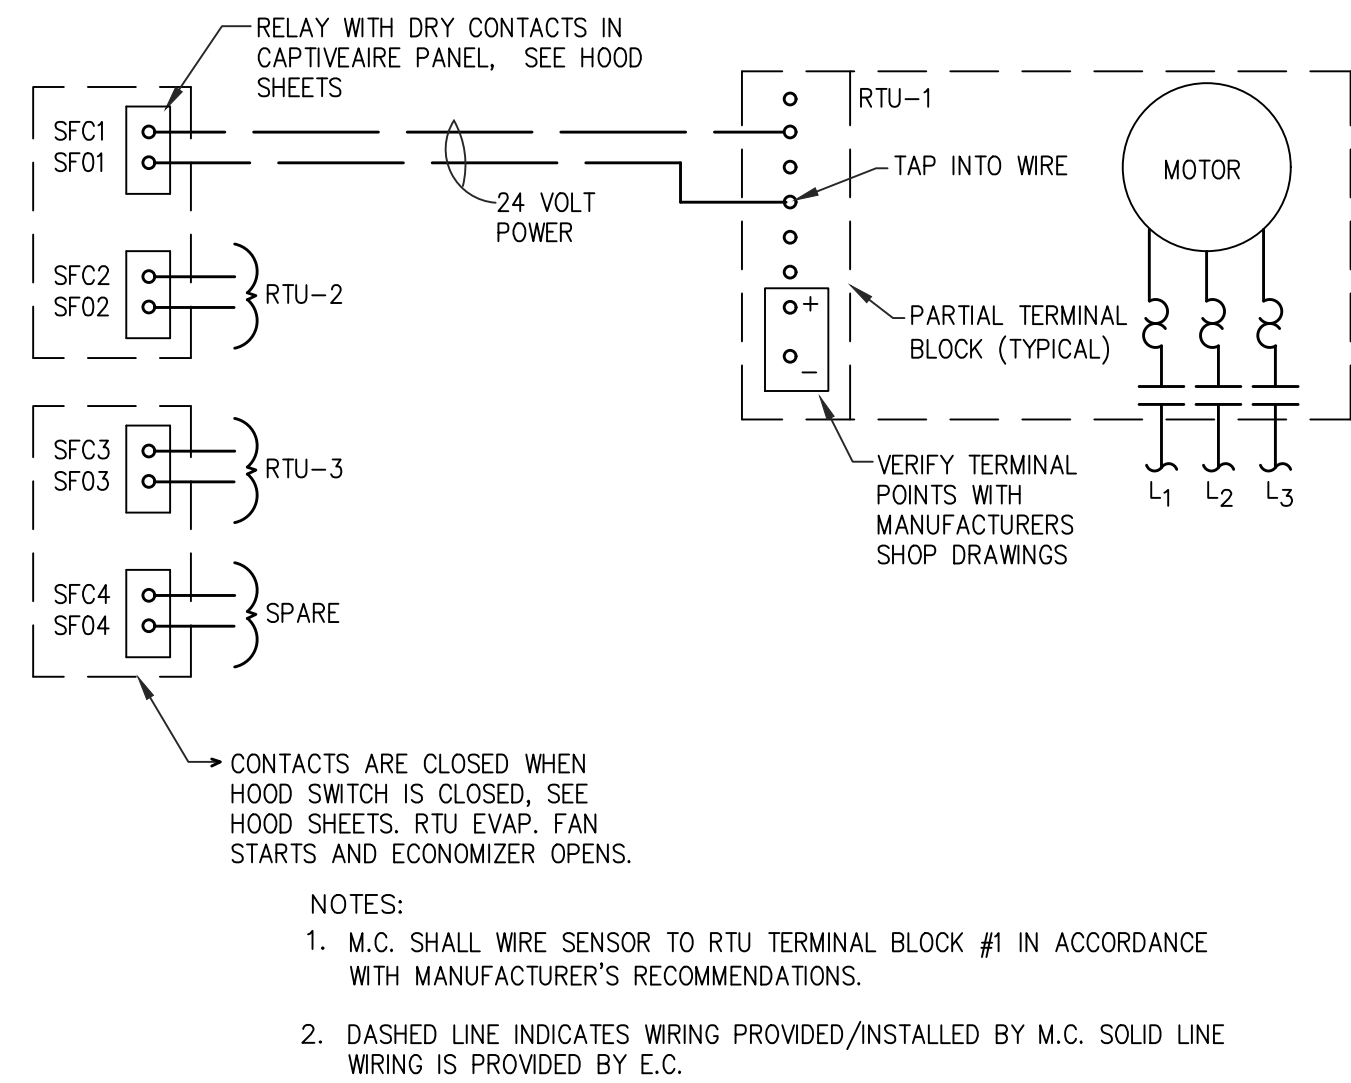 RELAY WITH DRY CONTACTS IN
CAPTIVEAIRE PANEL, SEE HOOD
SHEETS
SFC1
SFO1
RTU-1
MOTOR
TAP INTO WIRE
24 VOLT
POWER
SFC2
SFO2
RTU-2
+
-
PARTIAL TERMINAL
BLOCK (TYPICAL)
SFC3
SFO3
RTU-3
VERIFY TERMINAL
POINTS WITH
MANUFACTURERS
SHOP DRAWINGS
L1 L2 L3
SFC4
SFO4
SPARE
CONTACTS ARE CLOSED WHEN
HOOD SWITCH IS CLOSED, SEE
HOOD SHEETS. RTU EVAP. FAN
STARTS AND ECONOMIZER OPENS.
NOTES:
1. M.C. SHALL WIRE SENSOR TO RTU TERMINAL BLOCK #1 IN ACCORDANCE
WITH MANUFACTURER'S RECOMMENDATIONS.
2. DASHED LINE INDICATES WIRING PROVIDED/INSTALLED BY M.C. SOLID LINE
WIRING IS PROVIDED BY E.C.